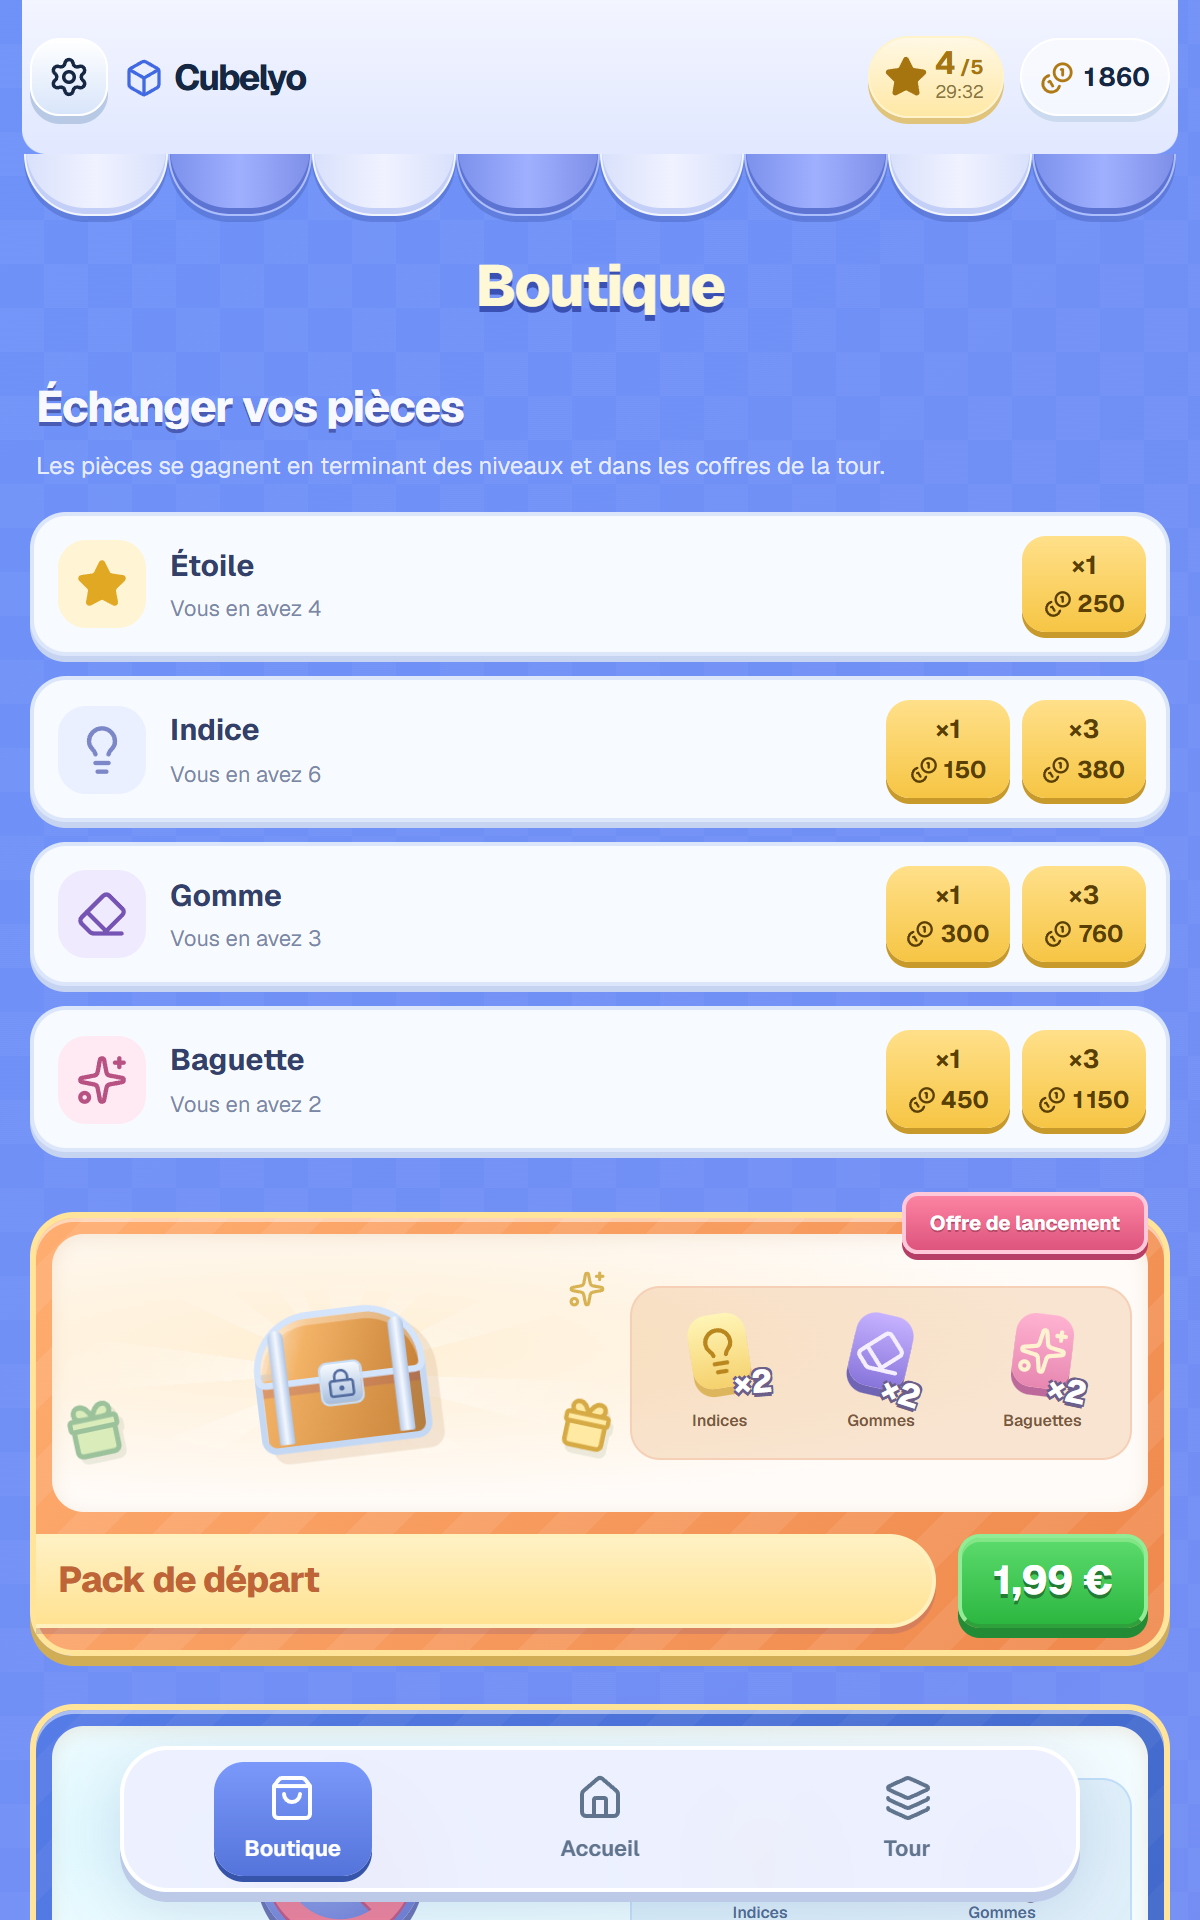 Cubelyo
4 /5
29:32
1860
Boutique
Échanger vos pièces
Les pièces se gagnent en terminant des niveaux et dans les coffres de la tour.
Étoile
Vous en avez 4
×1
250
Indice
Vous en avez 6
×1
150
×3
380
Gomme
Vous en avez 3
×1
300
×3
760
Baguette
Vous en avez 2
×1
450
×3
1150
Offre de lancement
×2
Indices
×2
Gommes
×2
Baguettes
Pack de départ
1,99 €
Boutique
Accueil
Tour
Indices
Gommes